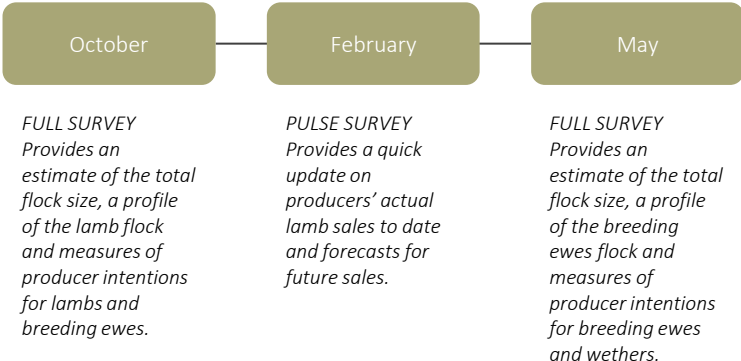 October
FULL SURVEY
Provides an
estimate of the total
flock size, a profile
of the lamb flock
and measures of
producer intentions
for lambs and
breeding ewes.
February
PULSE SURVEY
Provides a quick
update on
producers’ actual
lamb sales to date
and forecasts for
future sales.
May
FULL SURVEY
Provides an
estimate of the total
flock size, a profile
of the breeding
ewes flock and
measures of
producer intentions
for breeding ewes
and wethers.